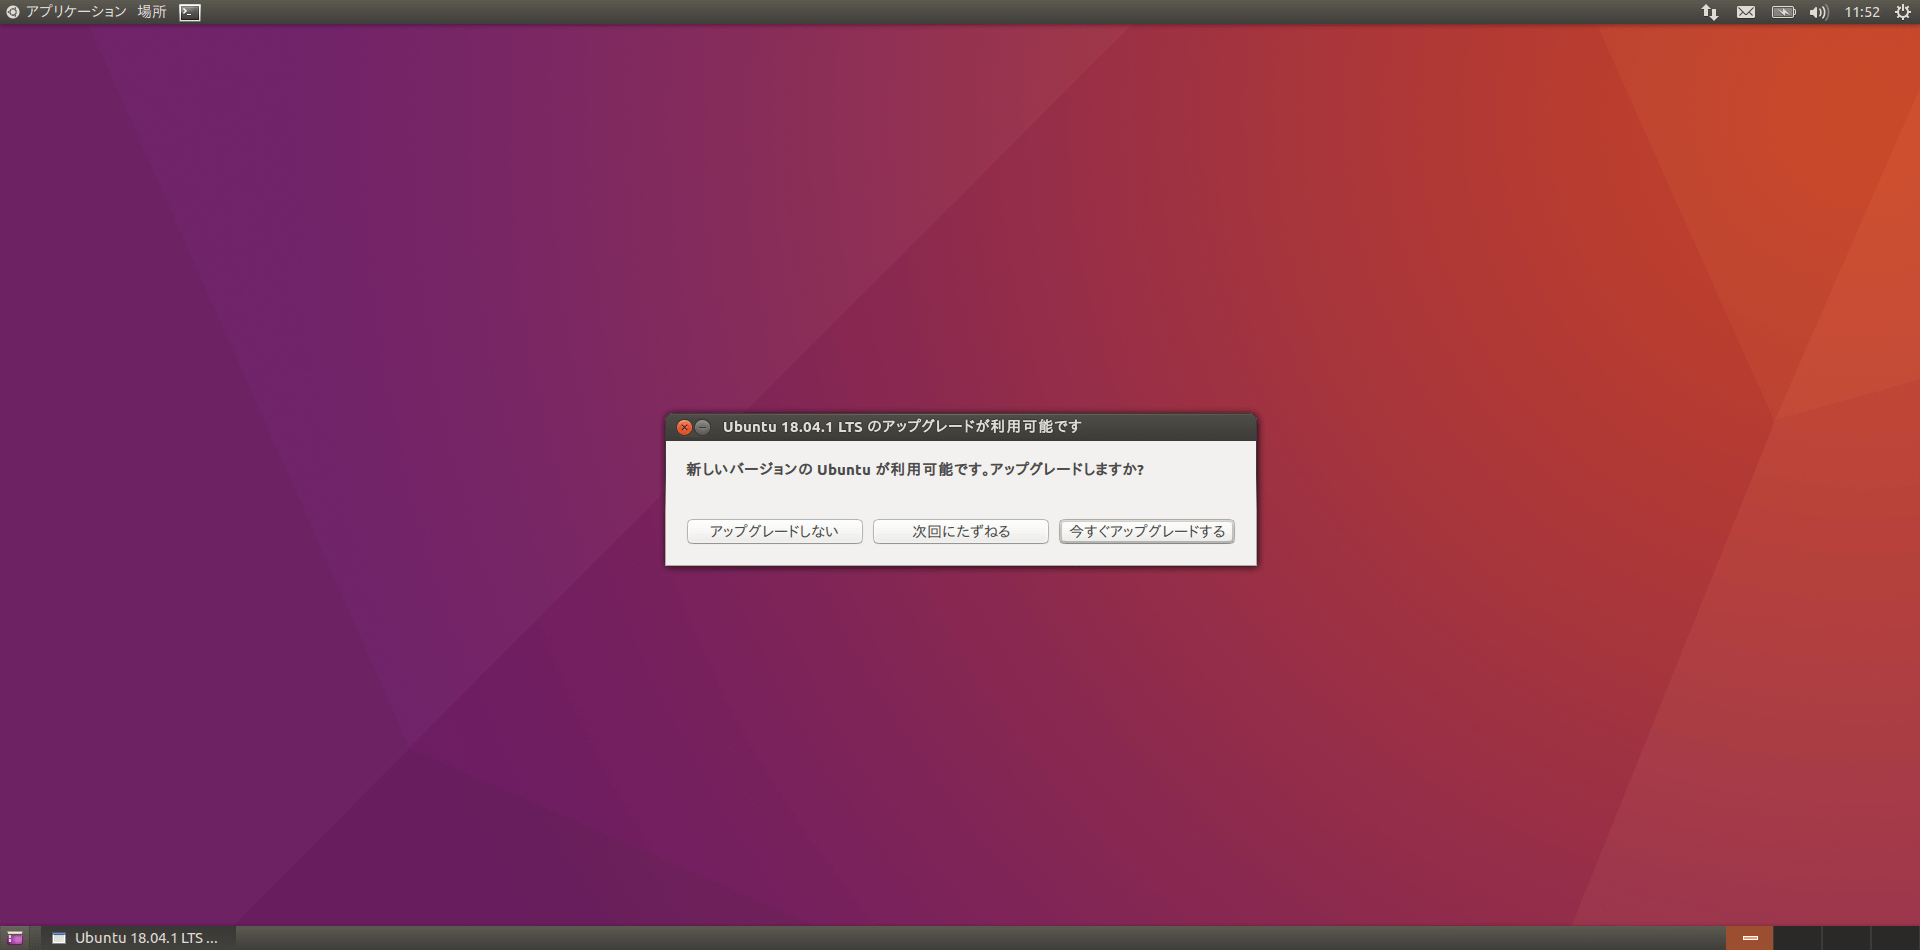 アプリケーション 場所 11:52
Ubuntu 18.04.1 LTS のアップグレードが利用可能です
新しいバージョンの Ubuntu が利用可能です。アップグレードしますか?
アップグレードしない 次回にたずねる 今すぐアップグレードする
Ubuntu 18.04.1 LTS ...